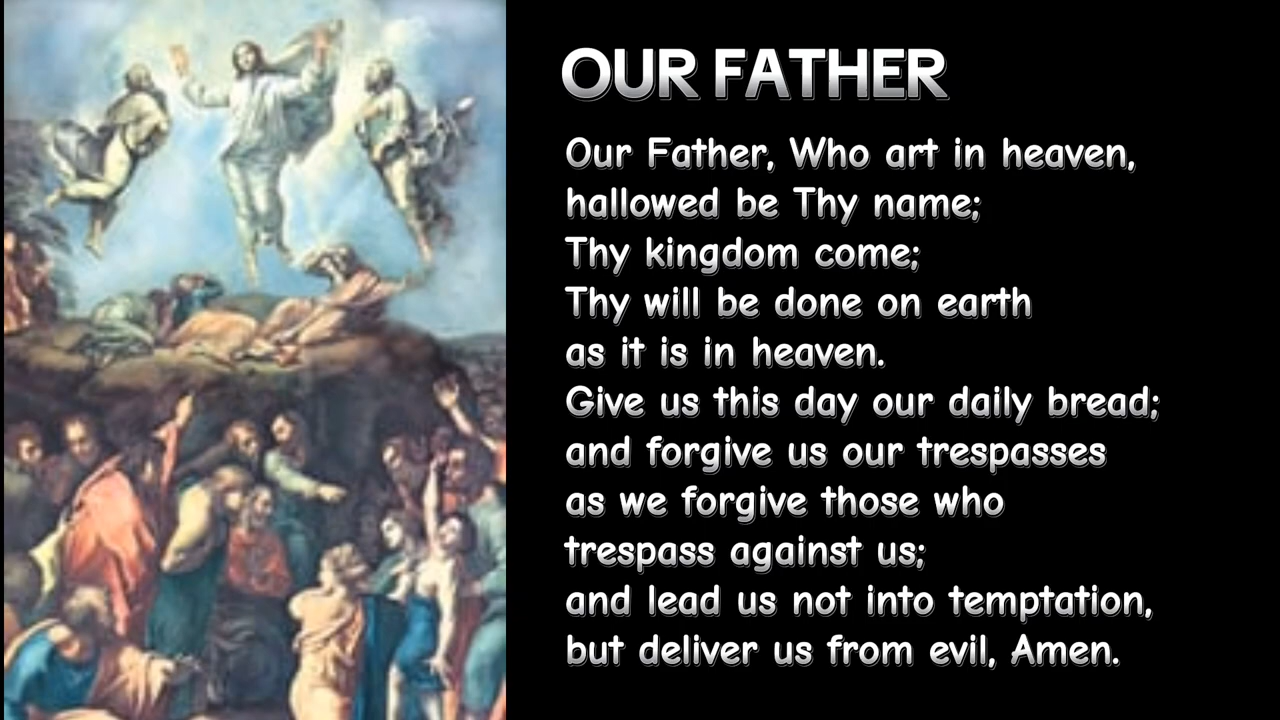 OUR FATHER
Our Father, Who art in heaven,
hallowed be Thy name;
Thy kingdom come;
Thy will be done on earth
as it is in heaven.
Give us this day our daily bread;
and forgive us our trespasses
as we forgive those who
trespass against us;
and lead us not into temptation,
but deliver us from evil, Amen.